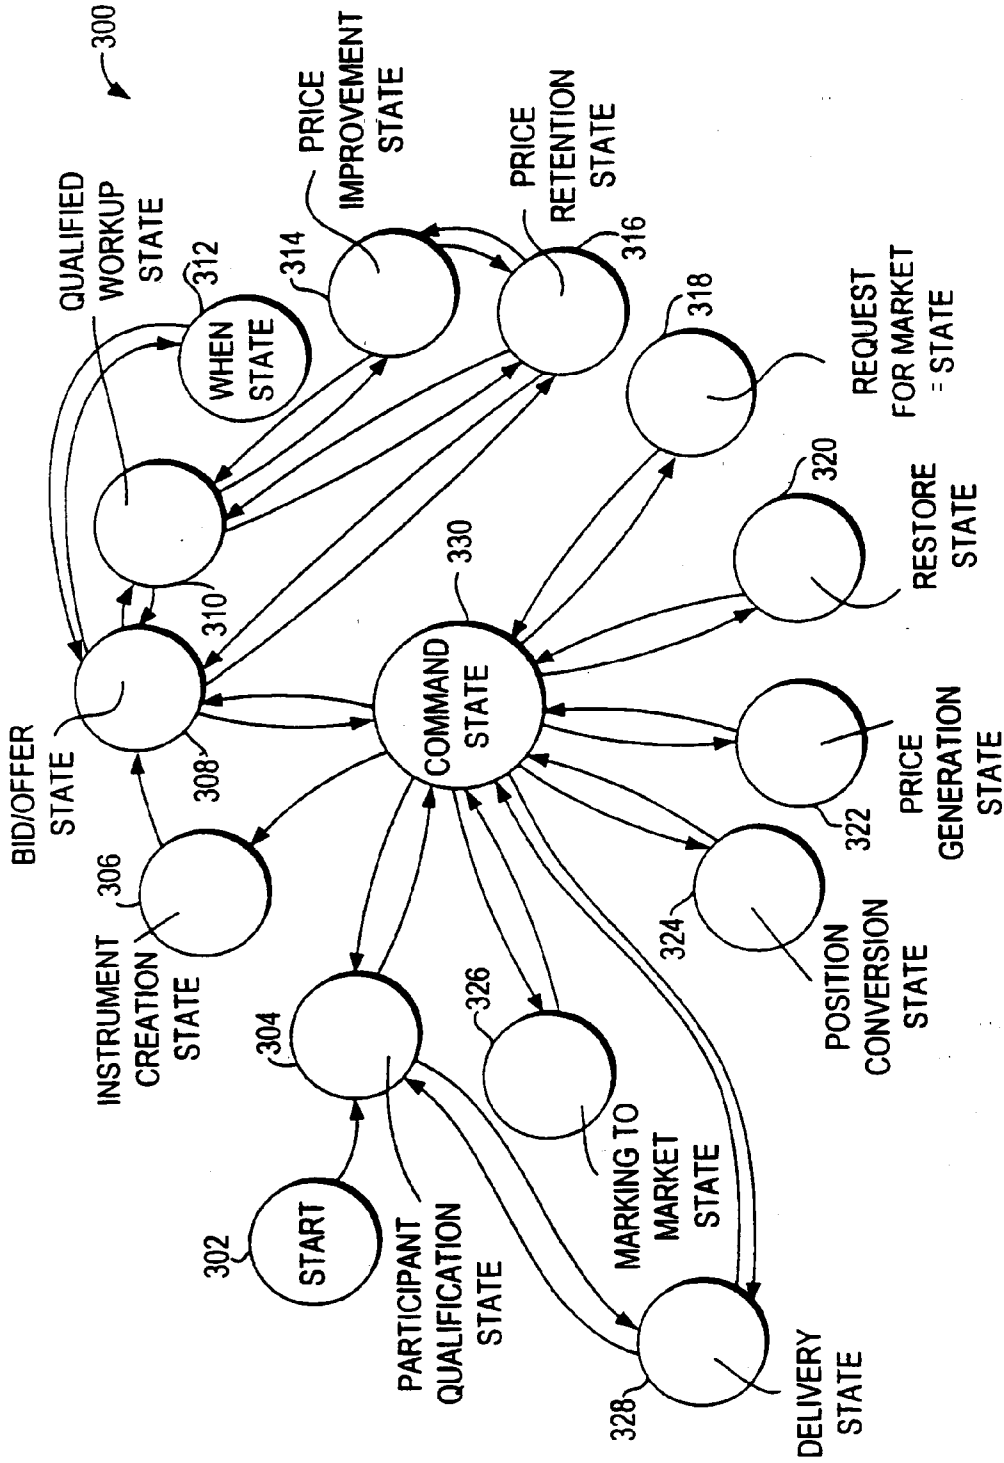 300
QUALIFIED
WORKUP
STATE
312
WHEN
STATE
PRICE
IMPROVEMENT
STATE
314
PRICE
RETENTION
STATE
316
BID/OFFER
STATE
308
310
318
REQUEST
FOR MARKET
= STATE
INSTRUMENT
CREATION
STATE
306
COMMAND
STATE
330
320
RESTORE
STATE
302
START
304
PARTICIPANT
QUALIFICATION
STATE
326
MARKING TO
MARKET
STATE
324
POSITION
CONVERSION
STATE
322
PRICE
GENERATION
STATE
328
DELIVERY
STATE